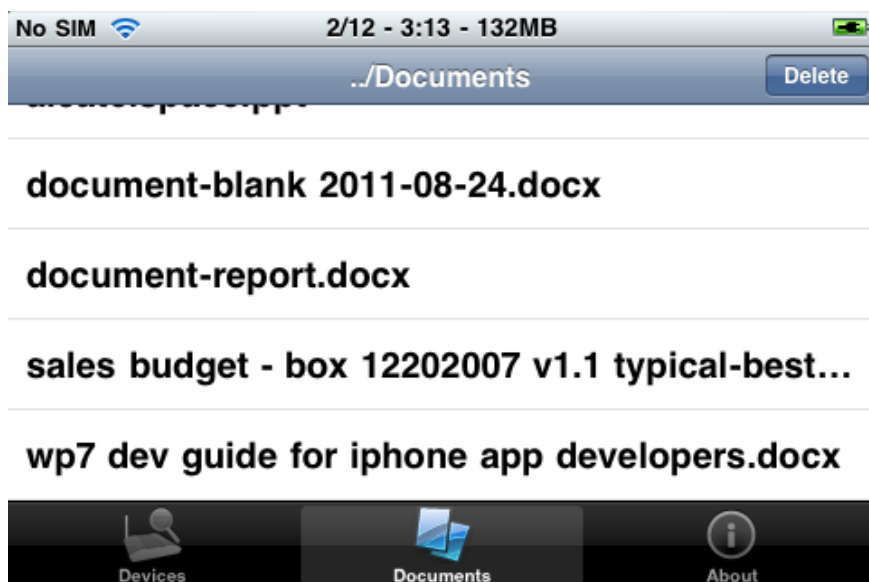 No SIM 2/12 - 3:13 - 132MB
../Documents Delete
document-blank 2011-08-24.docx
document-report.docx
sales budget - box 12202007 v1.1 typical-best...
wp7 dev guide for iphone app developers.docx
Devices Documents About